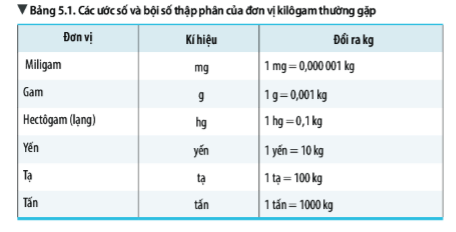 ▼ Bảng 5.1. Các ước số và bội số thập phân của đơn vị kilôgam thường gặp
Đơn vị Kí hiệu Đổi ra kg
Miligam mg 1 mg = 0,000 001 kg
Gam g 1 g = 0,001 kg
Hectôgam (lạng) hg 1 hg = 0,1 kg
Yến yến 1 yến = 10 kg
Tạ tạ 1 tạ = 100 kg
Tấn tấn 1 tấn = 1000 kg